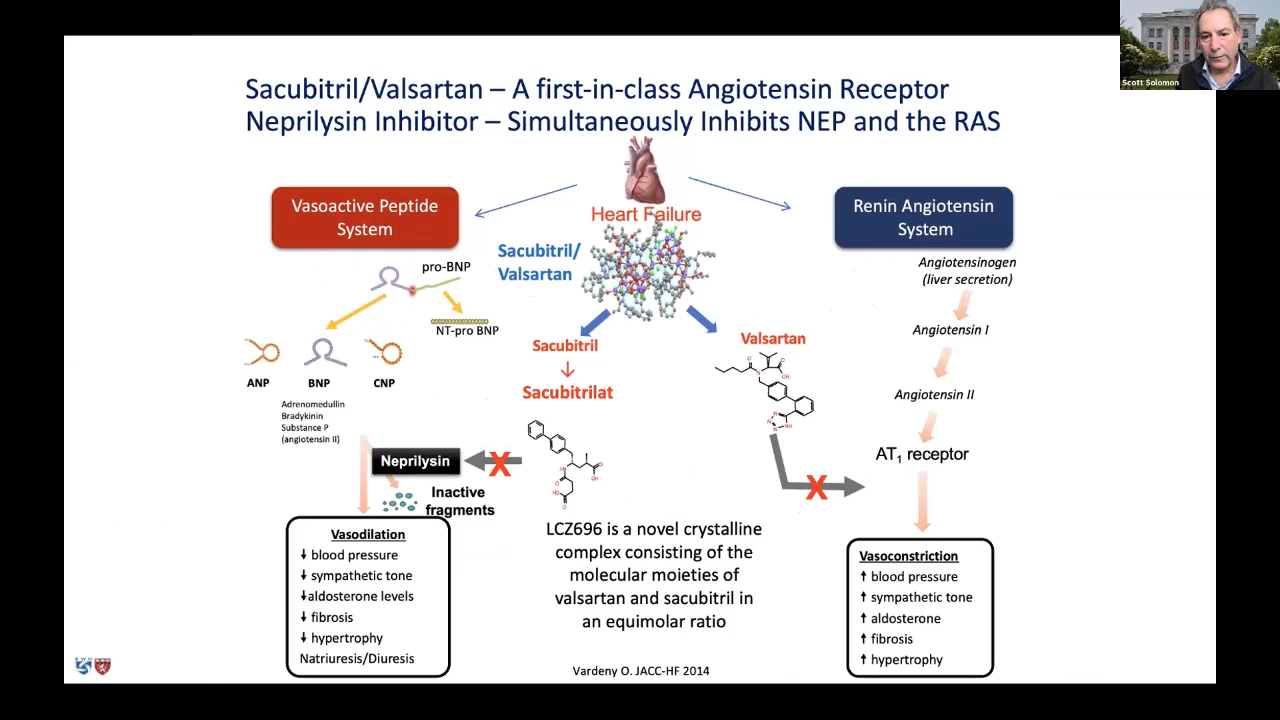 Scott Solomon
Sacubitril/Valsartan – A first-in-class Angiotensin Receptor
Neprilysin Inhibitor – Simultaneously Inhibits NEP and the RAS
Vasoactive Peptide
System
Heart Failure
Renin Angiotensin
System
pro-BNP
NT-pro BNP
ANP
BNP
CNP
Adrenomedullin
Bradykinin
Substance P
(angiotensin II)
Neprilysin
X
Inactive
fragments
Vasodilation
↓ blood pressure
↓ sympathetic tone
↓aldosterone levels
↓ fibrosis
↓ hypertrophy
Natriuresis/Diuresis
Sacubitril/
Valsartan
Sacubitril
↓
Sacubitrilat
Valsartan
X
LCZ696 is a novel crystalline
complex consisting of the
molecular moieties of
valsartan and sacubitril in
an equimolar ratio
Vardeny O. JACC-HF 2014
Angiotensinogen
(liver secretion)
Angiotensin I
Angiotensin II
AT₁ receptor
Vasoconstriction
↑ blood pressure
↑ sympathetic tone
↑ aldosterone
↑ fibrosis
↑ hypertrophy